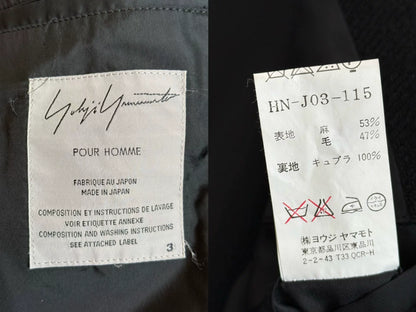 Yohji Yamamoto
POUR HOMME
FABRIQUE AU JAPON
MADE IN JAPAN
COMPOSITION ET INSTRUCTIONS DE LAVAGE
VOIR ETIQUETTE ANNEXE
COMPOSITION AND WASHING INSTRUCTIONS
SEE ATTACHED LABEL
3
HN-J03-115
表地 麻 53%
毛 47%
裏地 キュプラ 100%
㈱ヨウジ ヤマモト
東京都品川区東品川
2-2-43 T33 QCR-H